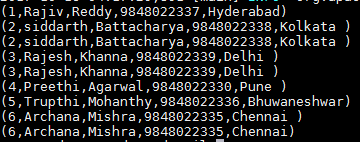 (1,Rajiv,Reddy,9848022337,Hyderabad)
(2,siddarth,Battacharya,9848022338,Kolkata )
(2,siddarth,Battacharya,9848022338,Kolkata )
(3,Rajesh,Khanna,9848022339,Delhi )
(3,Rajesh,Khanna,9848022339,Delhi )
(4,Preethi,Agarwal,9848022330,Pune )
(5,Trupthi,Mohanthy,9848022336,Bhuwaneshwar)
(6,Archana,Mishra,9848022335,Chennai )
(6,Archana,Mishra,9848022335,Chennai)